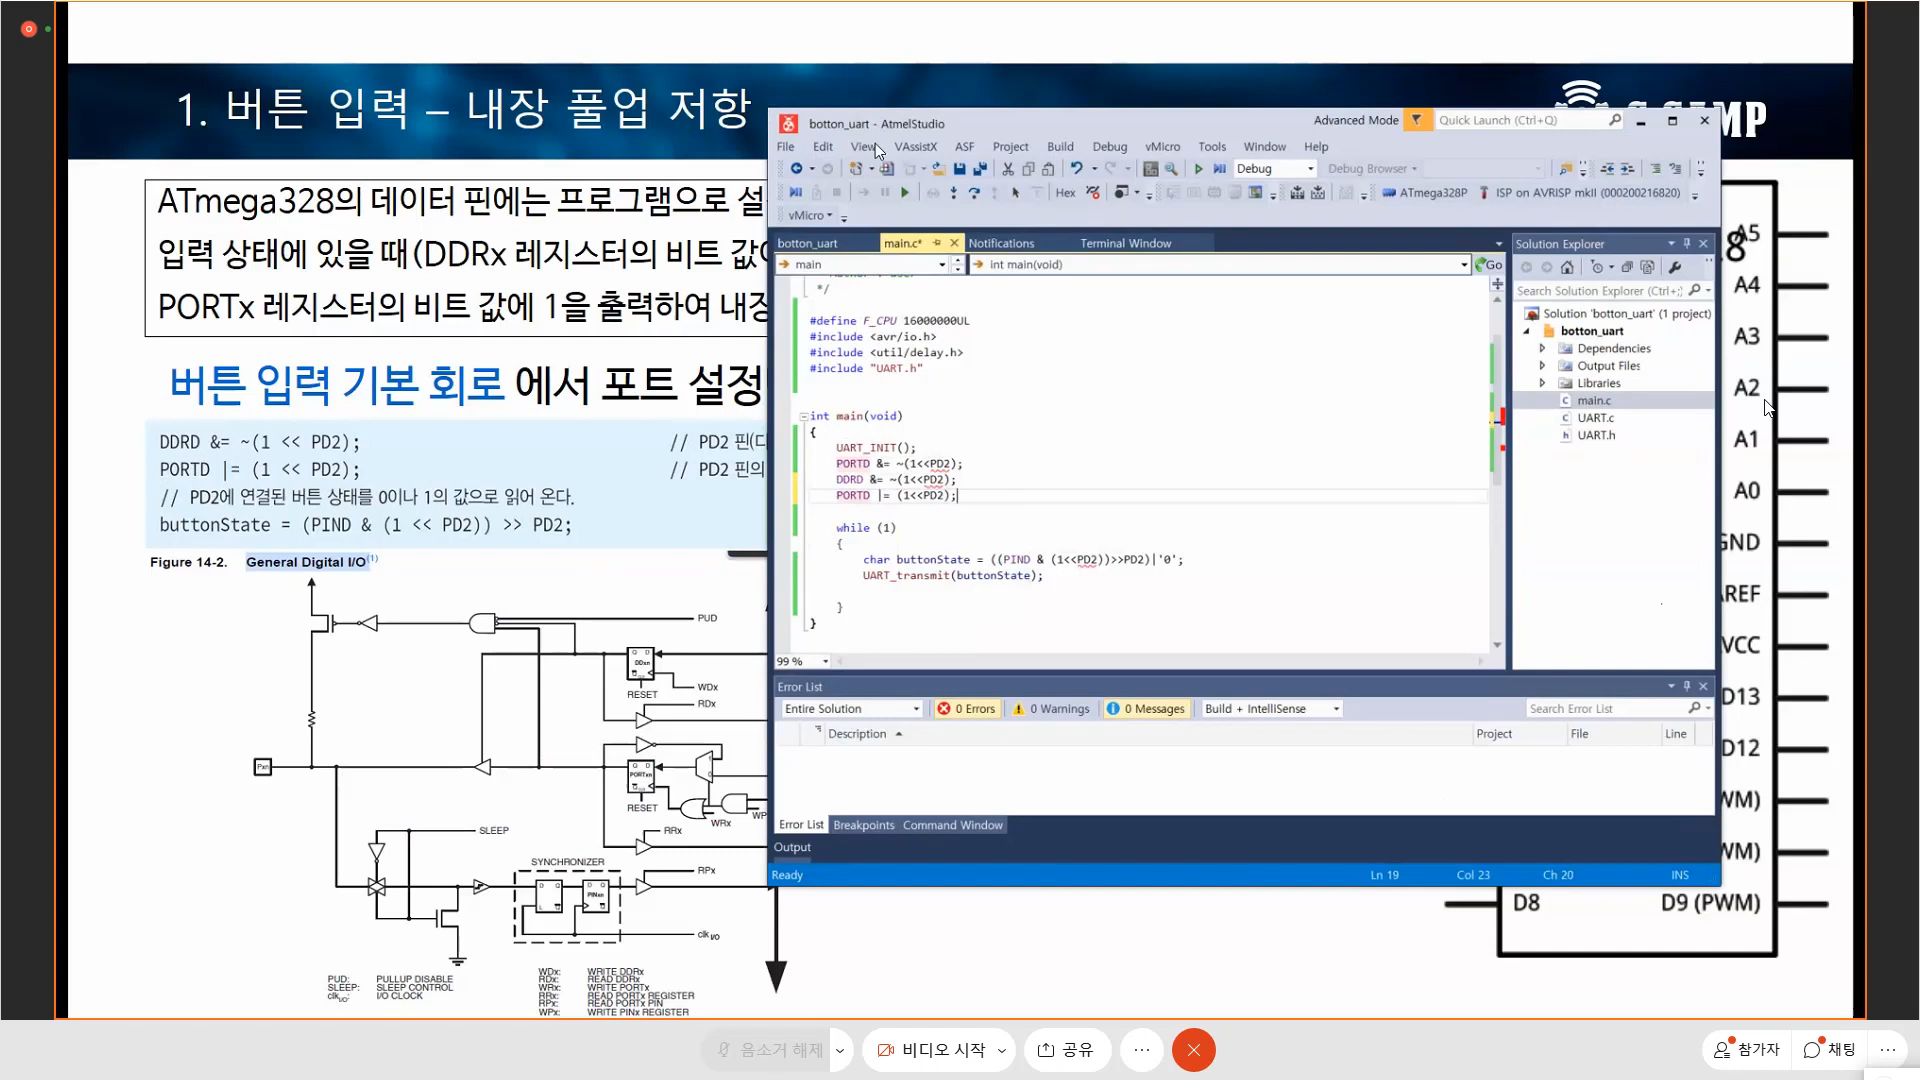 1. 버튼 입력 – 내장 풀업 저항
ATmega328의 데이터 핀에는 프로그램으로 설
입력 상태에 있을 때(DDRx 레지스터의 비트 값
PORTx 레지스터의 비트 값에 1을 출력하여 내장
버튼 입력 기본 회로 에서 포트 설정
DDRD &= ~(1 << PD2);
// PD2 핀(디
PORTD |= (1 << PD2);
// PD2 핀의
// PD2에 연결된 버튼 상태를 0이나 1의 값으로 읽어 온다.
buttonState = (PIND & (1 << PD2)) >> PD2;
Figure 14-2. General Digital I/O(1)
PUD
Q D
DDxn
RESET
WDx
RDx
Pxn
Q D
PORTxn
1
0
RESET
WRx
RRx
SLEEP
SYNCHRONIZER
RPx
D Q
D Q
PINxn
L
clk I/O
PUD: PULLUP DISABLE
SLEEP: SLEEP CONTROL
clkI/O: I/O CLOCK
WDx: WRITE DDRx
RDx: READ DDRx
WRx: WRITE PORTx
RRx: READ PORTx REGISTER
RPx: READ PORTx PIN
WPx: WRITE PINx REGISTER
botton_uart - AtmelStudio
Advanced Mode
Quick Launch (Ctrl+Q)
File Edit View VAssistX ASF Project Build Debug vMicro Tools Window Help
Debug
Debug Browser
Hex
ATmega328P
ISP on AVRISP mkII (000200216820)
vMicro
botton_uart
main.c*
Notifications
Terminal Window
main
int main(void)
Go
*/
#define F_CPU 16000000UL
#include <avr/io.h>
#include <util/delay.h>
#include "UART.h"
int main(void)
{
UART_INIT();
PORTD &= ~(1<<PD2);
DDRD &= ~(1<<PD2);
PORTD |= (1<<PD2);
while (1)
{
char buttonState = ((PIND & (1<<PD2))>>PD2)|'0';
UART_transmit(buttonState);
}
}
99 %
Solution Explorer
Search Solution Explorer (Ctrl+;)
Solution 'botton_uart' (1 project)
botton_uart
Dependencies
Output Files
Libraries
main.c
UART.c
UART.h
Error List
Entire Solution
0 Errors
0 Warnings
0 Messages
Build + IntelliSense
Search Error List
Description
Project
File
Line
Error List
Breakpoints
Command Window
Output
Ready
Ln 19
Col 23
Ch 20
INS
MP
8
A5
A4
A3
A2
A1
A0
GND
REF
VCC
D13
D12
WM)
WM)
D8
D9 (PWM)
음소거 해제
비디오 시작
공유
참가자
채팅